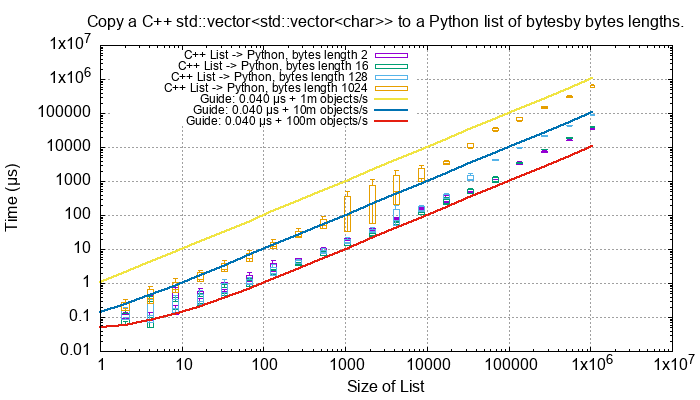 Copy a C++ std::vector<std::vector<char>> to a Python list of bytesby bytes lengths.
1x10^7
1x10^6
100000
10000
1000
100
10
1
0.1
0.01
Time (µs)
C++ List -> Python, bytes length 2
C++ List -> Python, bytes length 16
C++ List -> Python, bytes length 128
C++ List -> Python, bytes length 1024
Guide: 0.040 µs + 1m objects/s
Guide: 0.040 µs + 10m objects/s
Guide: 0.040 µs + 100m objects/s
1 10 100 1000 10000 100000 1x10^6 1x10^7
Size of List